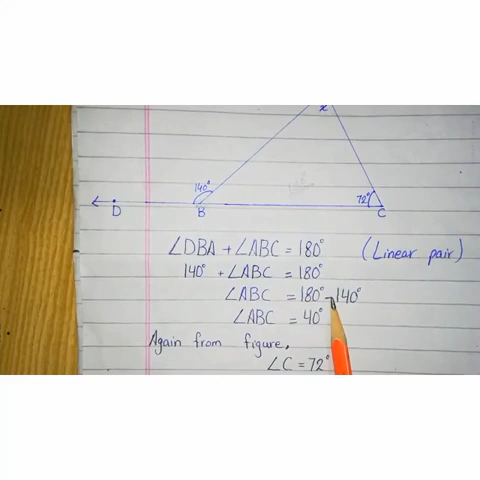 x
140°
72°
D B C
∠DBA + ∠ABC = 180° (Linear pair)
140° + ∠ABC = 180°
∠ABC = 180° - 140°
∠ABC = 40°
Again from figure,
∠C = 72°